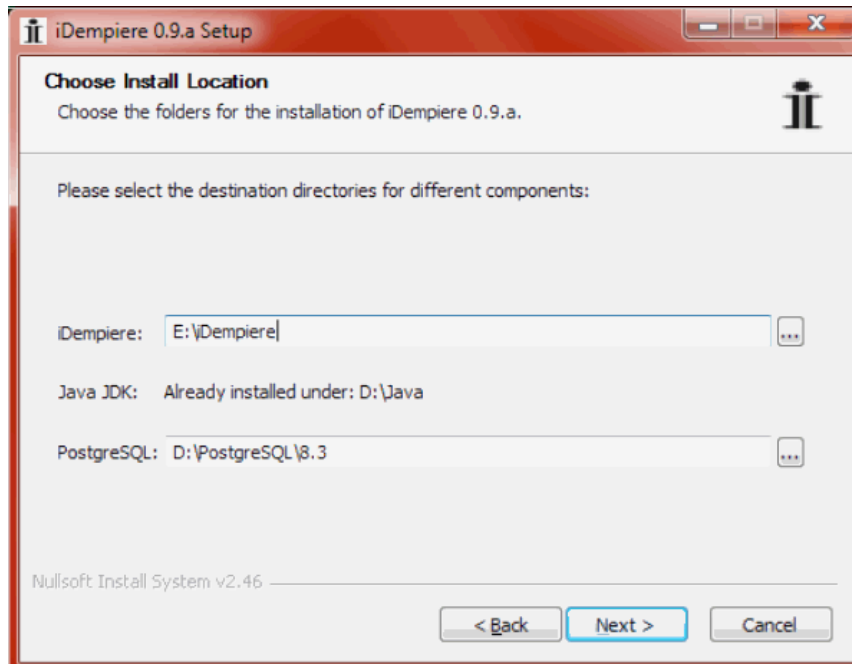 iDempiere 0.9.a Setup
Choose Install Location
Choose the folders for the installation of iDempiere 0.9.a.
Please select the destination directories for different components:
iDempiere: E:\iDempiere ...
Java JDK: Already installed under: D:\Java
PostgreSQL: D:\PostgreSQL\8.3 ...
Nullsoft Install System v2.46
< Back Next > Cancel